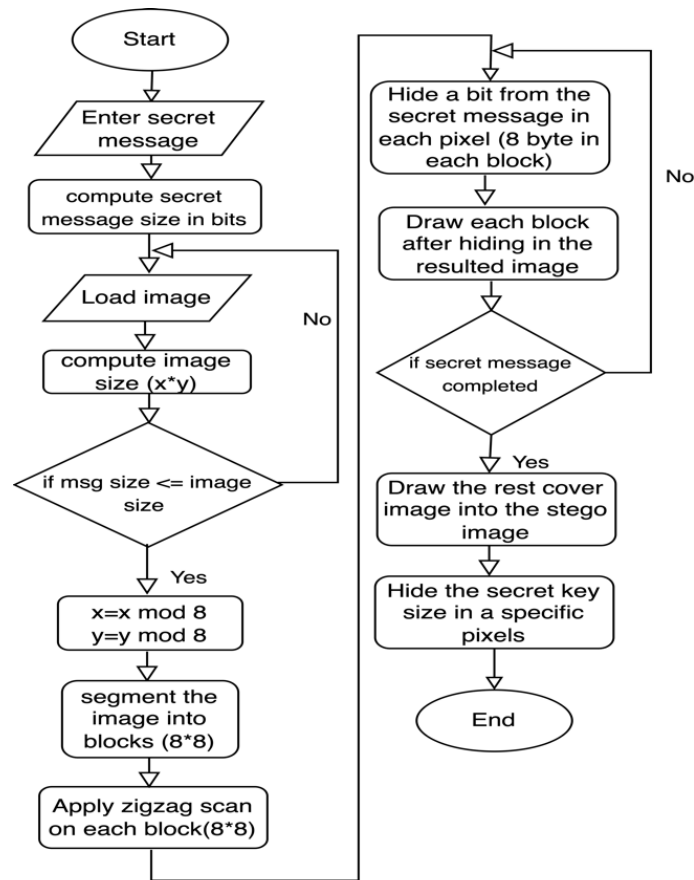 Start
Enter secret
message
compute secret
message size in bits
Load image
No
compute image
size (x*y)
if msg size <= image
size
Yes
x=x mod 8
y=y mod 8
segment the
image into
blocks (8*8)
Apply zigzag scan
on each block(8*8)
Hide a bit from the
secret message in
each pixel (8 byte in
each block)
No
Draw each block
after hiding in the
resulted image
if secret message
completed
Yes
Draw the rest cover
image into the stego
image
Hide the secret key
size in a specific
pixels
End